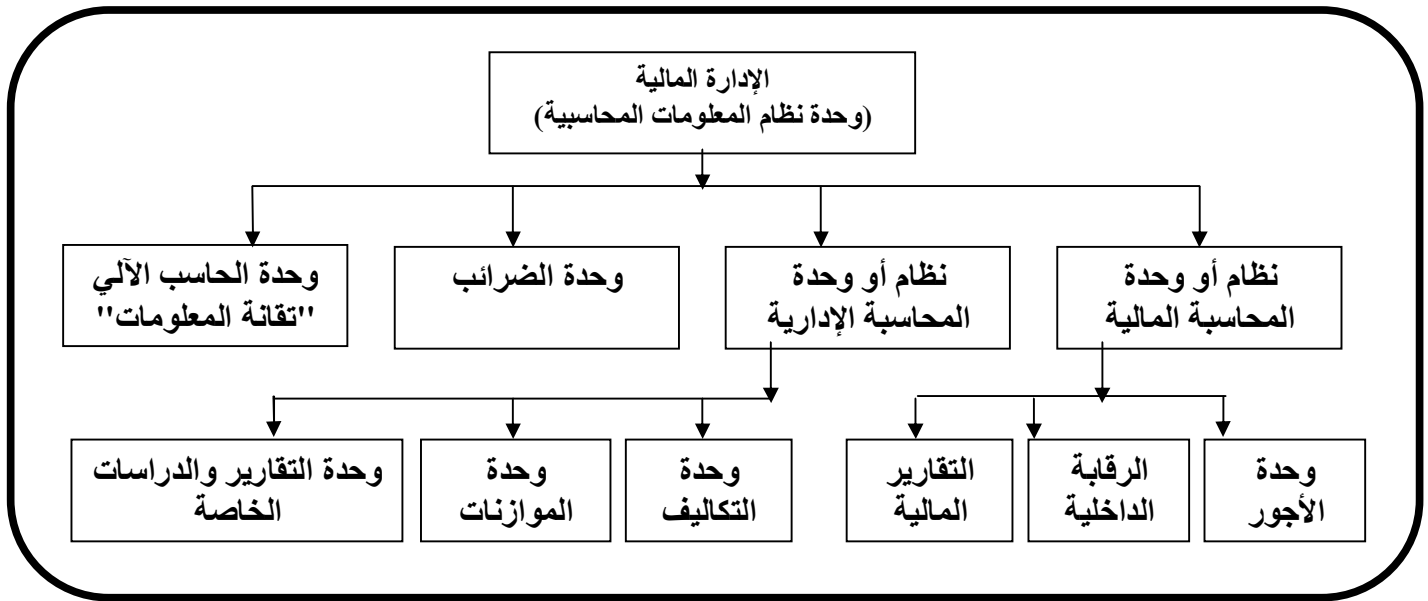 الإدارة المالية
(وحدة نظام المعلومات المحاسبية)
نظام أو وحدة
المحاسبة المالية
نظام أو وحدة
المحاسبة الإدارية
وحدة الضرائب
وحدة الحاسب الآلي
"تقانة المعلومات"
وحدة
الأجور
الرقابة
الداخلية
التقارير
المالية
وحدة
التكاليف
وحدة
الموازنات
وحدة التقارير والدراسات
الخاصة